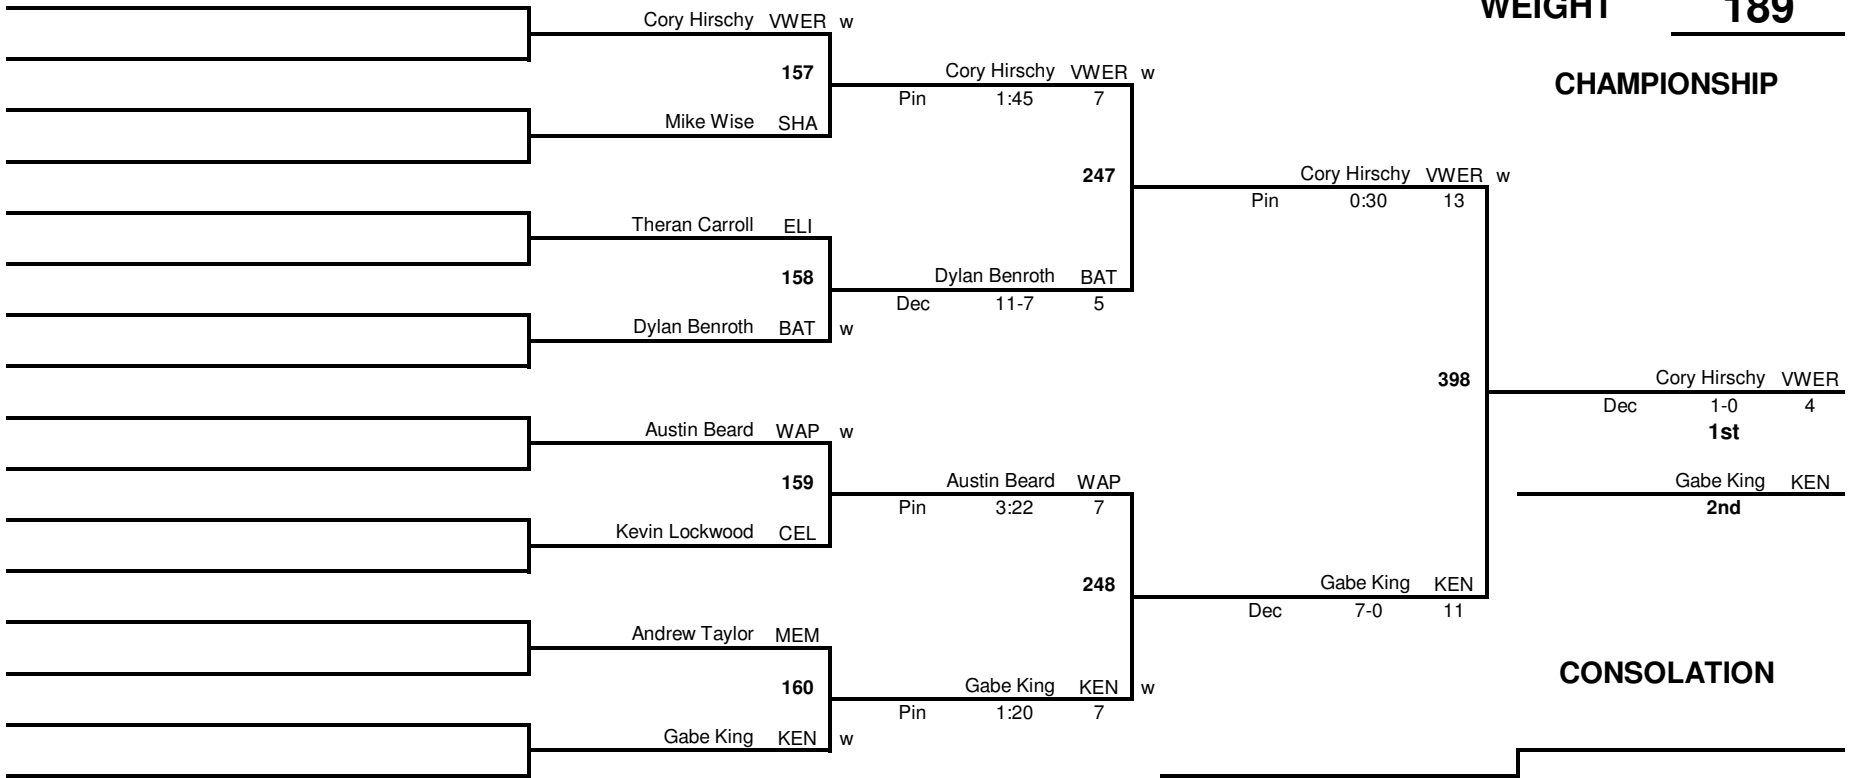 WEIGHT 189
Cory Hirschy VWER w
157
Cory Hirschy VWER w
CHAMPIONSHIP
Pin 1:45 7
Mike Wise SHA
247
Cory Hirschy VWER w
Pin 0:30 13
Theran Carroll ELI
158
Dylan Benroth BAT
Dec 11-7 5
Dylan Benroth BAT w
398
Cory Hirschy VWER
Dec 1-0 4
1st
Austin Beard WAP w
159
Austin Beard WAP
Pin 3:22 7
Gabe King KEN
2nd
Kevin Lockwood CEL
248
Gabe King KEN
Dec 7-0 11
Andrew Taylor MEM
CONSOLATION
160
Gabe King KEN w
Pin 1:20 7
Gabe King KEN w